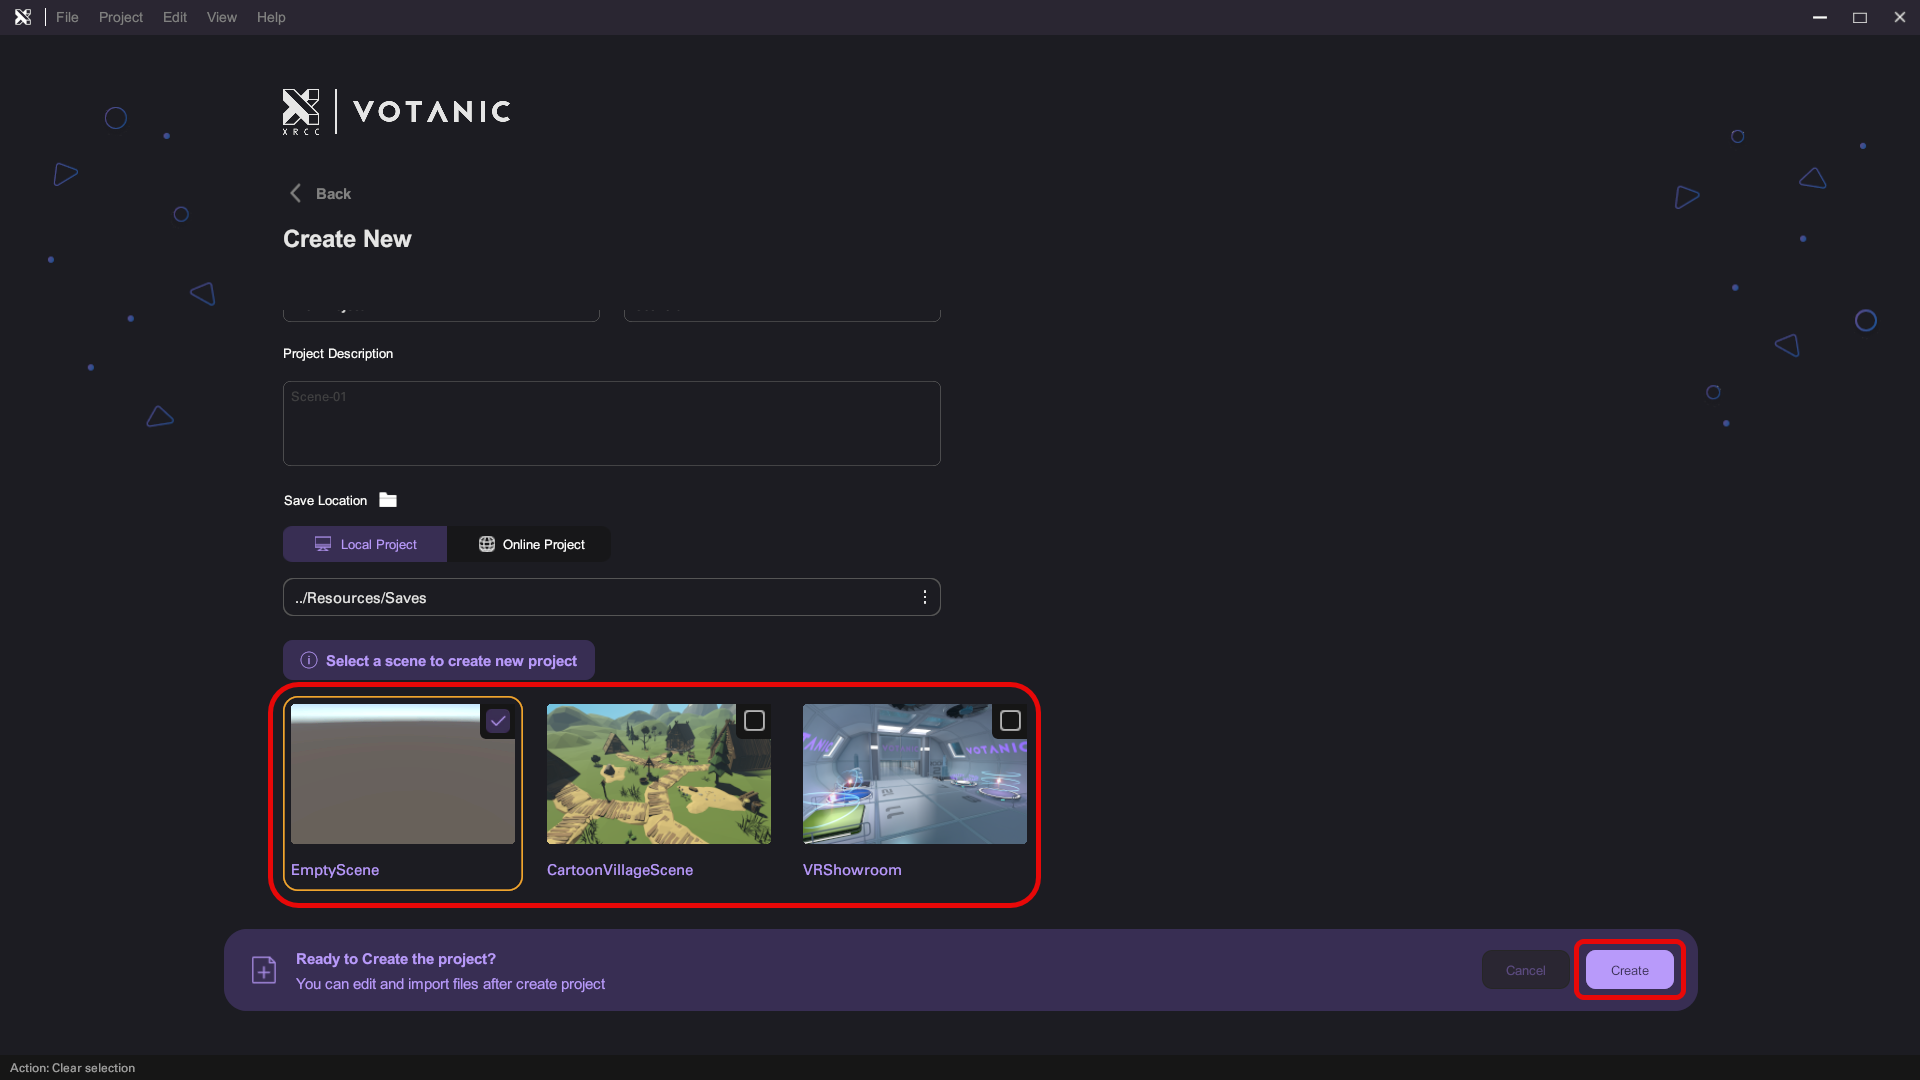 File Project Edit View Help
XRCC VOTANIC
Back
Create New
Project Description
Scene-01
Save Location
Local Project Online Project
../Resources/Saves
Select a scene to create new project
VOTANIC
EmptyScene CartoonVillageScene VRShowroom
Ready to Create the project?
You can edit and import files after create project
Cancel Create
Action: Clear selection